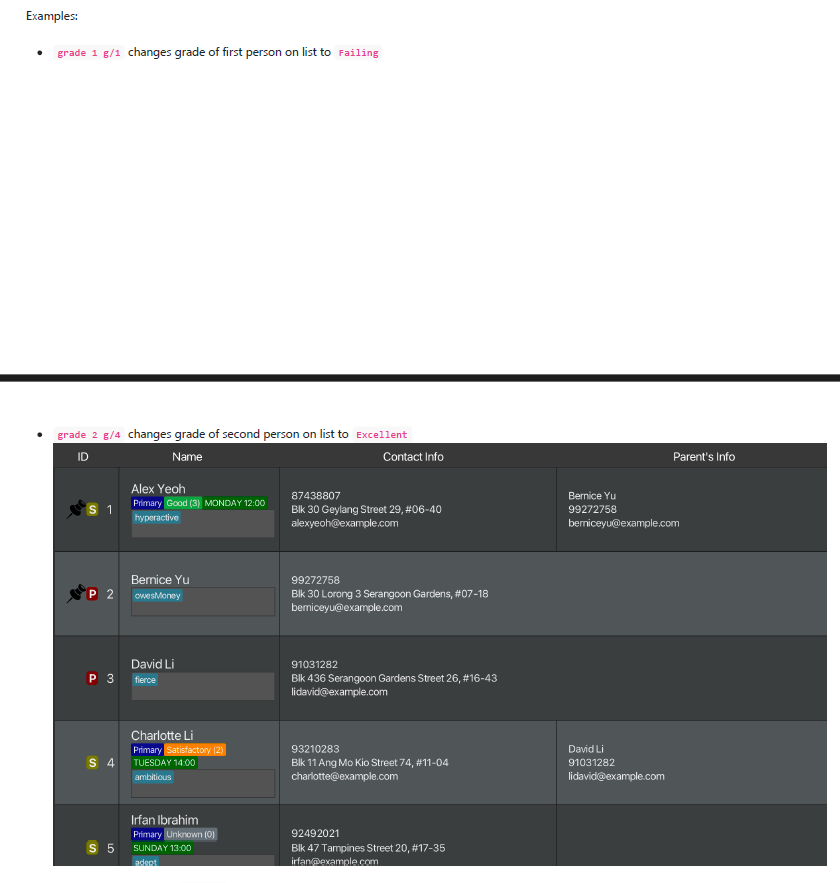 Examples:
grade 1 g/1 changes grade of first person on list to Failing
grade 2 g/4 changes grade of second person on list to Excellent
ID Name Contact Info Parent's Info
S 1
Alex Yeoh
Primary Good (3) MONDAY 12:00
hyperactive
87438807
Blk 30 Geylang Street 29, #06-40
alexyeoh@example.com
Bernice Yu
99272758
berniceyu@example.com
P 2
Bernice Yu
owesMoney
99272758
Blk 30 Lorong 3 Serangoon Gardens, #07-18
berniceyu@example.com
P 3
David Li
fierce
91031282
Blk 436 Serangoon Gardens Street 26, #16-43
lidavid@example.com
S 4
Charlotte Li
Primary Satisfactory (2)
TUESDAY 14:00
ambitious
93210283
Blk 11 Ang Mo Kio Street 74, #11-04
charlotte@example.com
David Li
91031282
lidavid@example.com
S 5
Irfan Ibrahim
Primary Unknown (0)
SUNDAY 13:00
adept
92492021
Blk 47 Tampines Street 20, #17-35
irfan@example.com